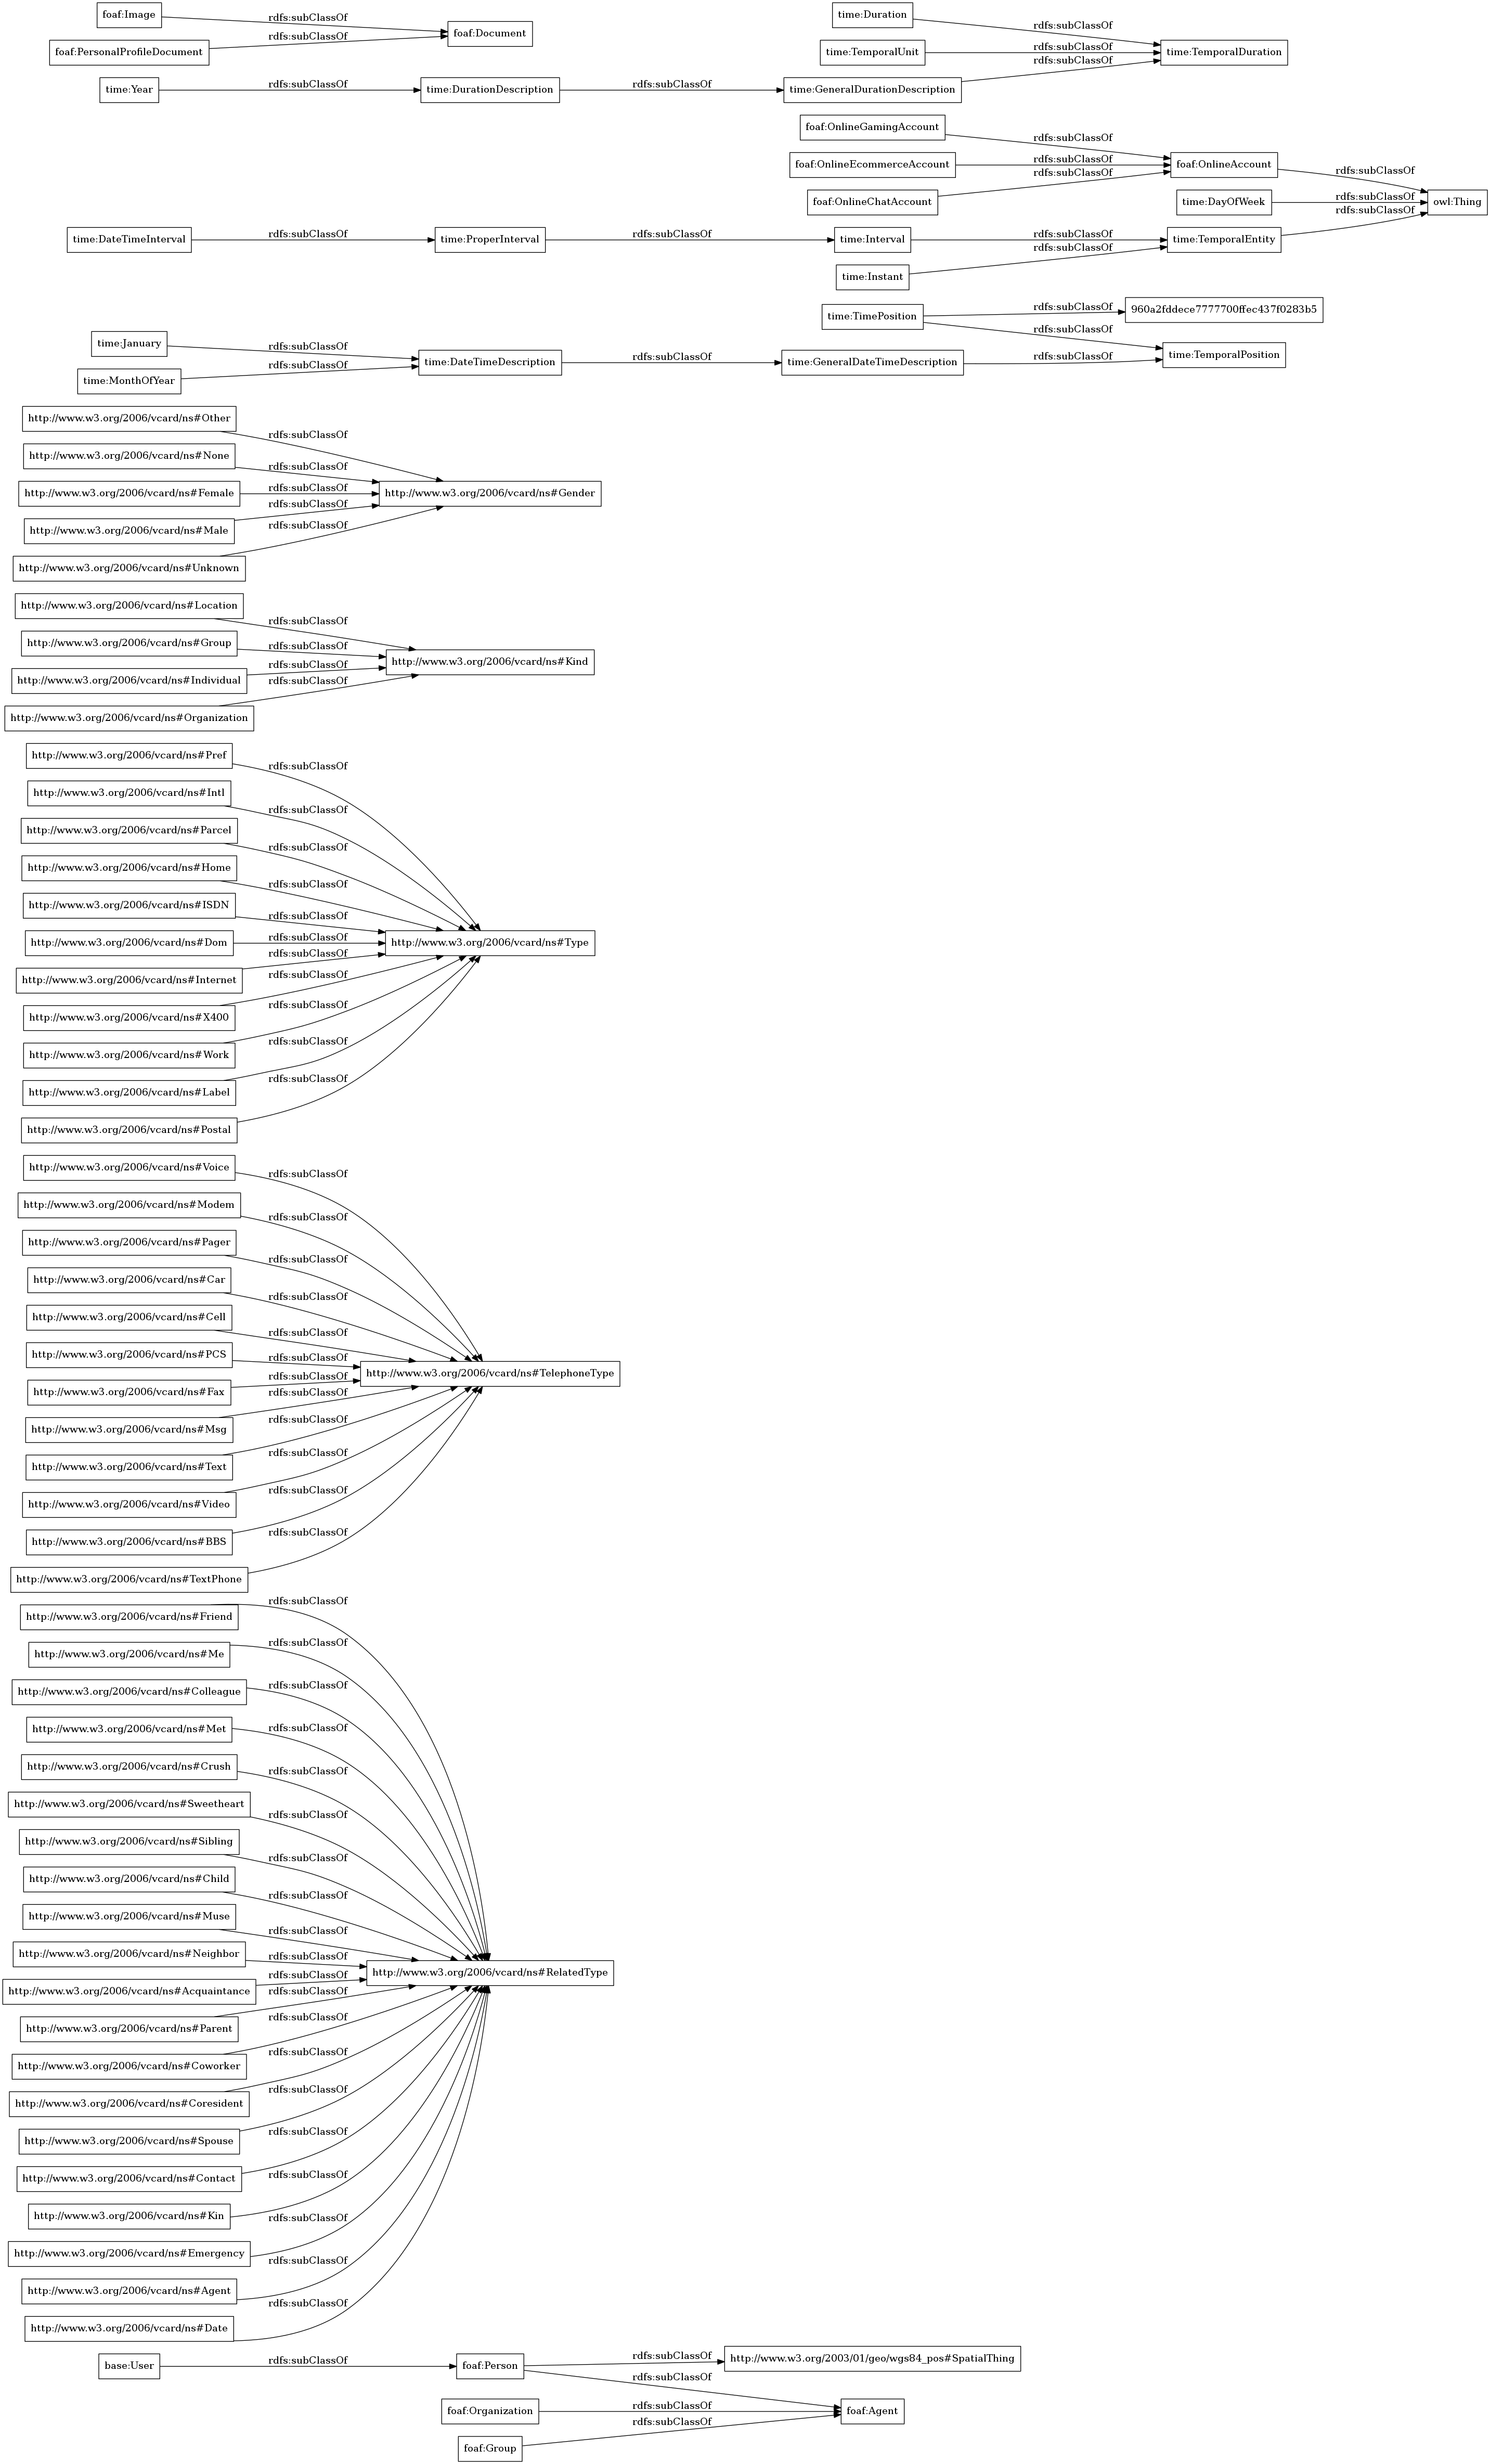 foaf:Image
rdfs:subClassOf
foaf:Document
foaf:PersonalProfileDocument
rdfs:subClassOf
time:Duration
rdfs:subClassOf
time:TemporalUnit
rdfs:subClassOf
time:TemporalDuration
rdfs:subClassOf
time:Year
rdfs:subClassOf
time:DurationDescription
rdfs:subClassOf
time:GeneralDurationDescription
foaf:OnlineGamingAccount
rdfs:subClassOf
foaf:OnlineEcommerceAccount
rdfs:subClassOf
foaf:OnlineAccount
rdfs:subClassOf
foaf:OnlineChatAccount
rdfs:subClassOf
time:DayOfWeek
rdfs:subClassOf
owl:Thing
rdfs:subClassOf
time:DateTimeInterval
rdfs:subClassOf
time:ProperInterval
rdfs:subClassOf
time:Interval
rdfs:subClassOf
time:TemporalEntity
time:Instant
rdfs:subClassOf
time:TimePosition
rdfs:subClassOf
960a2fddece7777700ffec437f0283b5
rdfs:subClassOf
time:January
rdfs:subClassOf
time:MonthOfYear
rdfs:subClassOf
time:DateTimeDescription
rdfs:subClassOf
time:GeneralDateTimeDescription
rdfs:subClassOf
time:TemporalPosition
http://www.w3.org/2006/vcard/ns#Other
rdfs:subClassOf
http://www.w3.org/2006/vcard/ns#None
rdfs:subClassOf
http://www.w3.org/2006/vcard/ns#Female
rdfs:subClassOf
http://www.w3.org/2006/vcard/ns#Gender
http://www.w3.org/2006/vcard/ns#Male
rdfs:subClassOf
http://www.w3.org/2006/vcard/ns#Unknown
rdfs:subClassOf
http://www.w3.org/2006/vcard/ns#Location
rdfs:subClassOf
http://www.w3.org/2006/vcard/ns#Group
rdfs:subClassOf
http://www.w3.org/2006/vcard/ns#Kind
http://www.w3.org/2006/vcard/ns#Individual
rdfs:subClassOf
http://www.w3.org/2006/vcard/ns#Organization
rdfs:subClassOf
http://www.w3.org/2006/vcard/ns#Pref
rdfs:subClassOf
http://www.w3.org/2006/vcard/ns#Intl
rdfs:subClassOf
http://www.w3.org/2006/vcard/ns#Parcel
rdfs:subClassOf
http://www.w3.org/2006/vcard/ns#Home
rdfs:subClassOf
http://www.w3.org/2006/vcard/ns#ISDN
rdfs:subClassOf
http://www.w3.org/2006/vcard/ns#Dom
rdfs:subClassOf
http://www.w3.org/2006/vcard/ns#Type
http://www.w3.org/2006/vcard/ns#Internet
rdfs:subClassOf
http://www.w3.org/2006/vcard/ns#X400
rdfs:subClassOf
http://www.w3.org/2006/vcard/ns#Work
rdfs:subClassOf
http://www.w3.org/2006/vcard/ns#Label
rdfs:subClassOf
http://www.w3.org/2006/vcard/ns#Postal
rdfs:subClassOf
http://www.w3.org/2006/vcard/ns#Voice
rdfs:subClassOf
http://www.w3.org/2006/vcard/ns#Modem
rdfs:subClassOf
http://www.w3.org/2006/vcard/ns#Pager
rdfs:subClassOf
http://www.w3.org/2006/vcard/ns#Car
rdfs:subClassOf
http://www.w3.org/2006/vcard/ns#Cell
rdfs:subClassOf
http://www.w3.org/2006/vcard/ns#PCS
rdfs:subClassOf
http://www.w3.org/2006/vcard/ns#TelephoneType
http://www.w3.org/2006/vcard/ns#Fax
rdfs:subClassOf
http://www.w3.org/2006/vcard/ns#Msg
rdfs:subClassOf
http://www.w3.org/2006/vcard/ns#Text
rdfs:subClassOf
http://www.w3.org/2006/vcard/ns#Video
rdfs:subClassOf
http://www.w3.org/2006/vcard/ns#BBS
rdfs:subClassOf
http://www.w3.org/2006/vcard/ns#TextPhone
rdfs:subClassOf
http://www.w3.org/2006/vcard/ns#Friend
rdfs:subClassOf
http://www.w3.org/2006/vcard/ns#Me
rdfs:subClassOf
http://www.w3.org/2006/vcard/ns#Colleague
rdfs:subClassOf
http://www.w3.org/2006/vcard/ns#Met
rdfs:subClassOf
http://www.w3.org/2006/vcard/ns#Crush
rdfs:subClassOf
http://www.w3.org/2006/vcard/ns#Sweetheart
rdfs:subClassOf
http://www.w3.org/2006/vcard/ns#Sibling
rdfs:subClassOf
http://www.w3.org/2006/vcard/ns#Child
rdfs:subClassOf
http://www.w3.org/2006/vcard/ns#Muse
rdfs:subClassOf
http://www.w3.org/2006/vcard/ns#Neighbor
rdfs:subClassOf
http://www.w3.org/2006/vcard/ns#RelatedType
http://www.w3.org/2006/vcard/ns#Acquaintance
rdfs:subClassOf
http://www.w3.org/2006/vcard/ns#Parent
rdfs:subClassOf
http://www.w3.org/2006/vcard/ns#Coworker
rdfs:subClassOf
http://www.w3.org/2006/vcard/ns#Coresident
rdfs:subClassOf
http://www.w3.org/2006/vcard/ns#Spouse
rdfs:subClassOf
http://www.w3.org/2006/vcard/ns#Contact
rdfs:subClassOf
http://www.w3.org/2006/vcard/ns#Kin
rdfs:subClassOf
http://www.w3.org/2006/vcard/ns#Emergency
rdfs:subClassOf
http://www.w3.org/2006/vcard/ns#Agent
rdfs:subClassOf
http://www.w3.org/2006/vcard/ns#Date
rdfs:subClassOf
base:User
rdfs:subClassOf
foaf:Person
rdfs:subClassOf
http://www.w3.org/2003/01/geo/wgs84_pos#SpatialThing
rdfs:subClassOf
foaf:Organization
rdfs:subClassOf
foaf:Agent
foaf:Group
rdfs:subClassOf